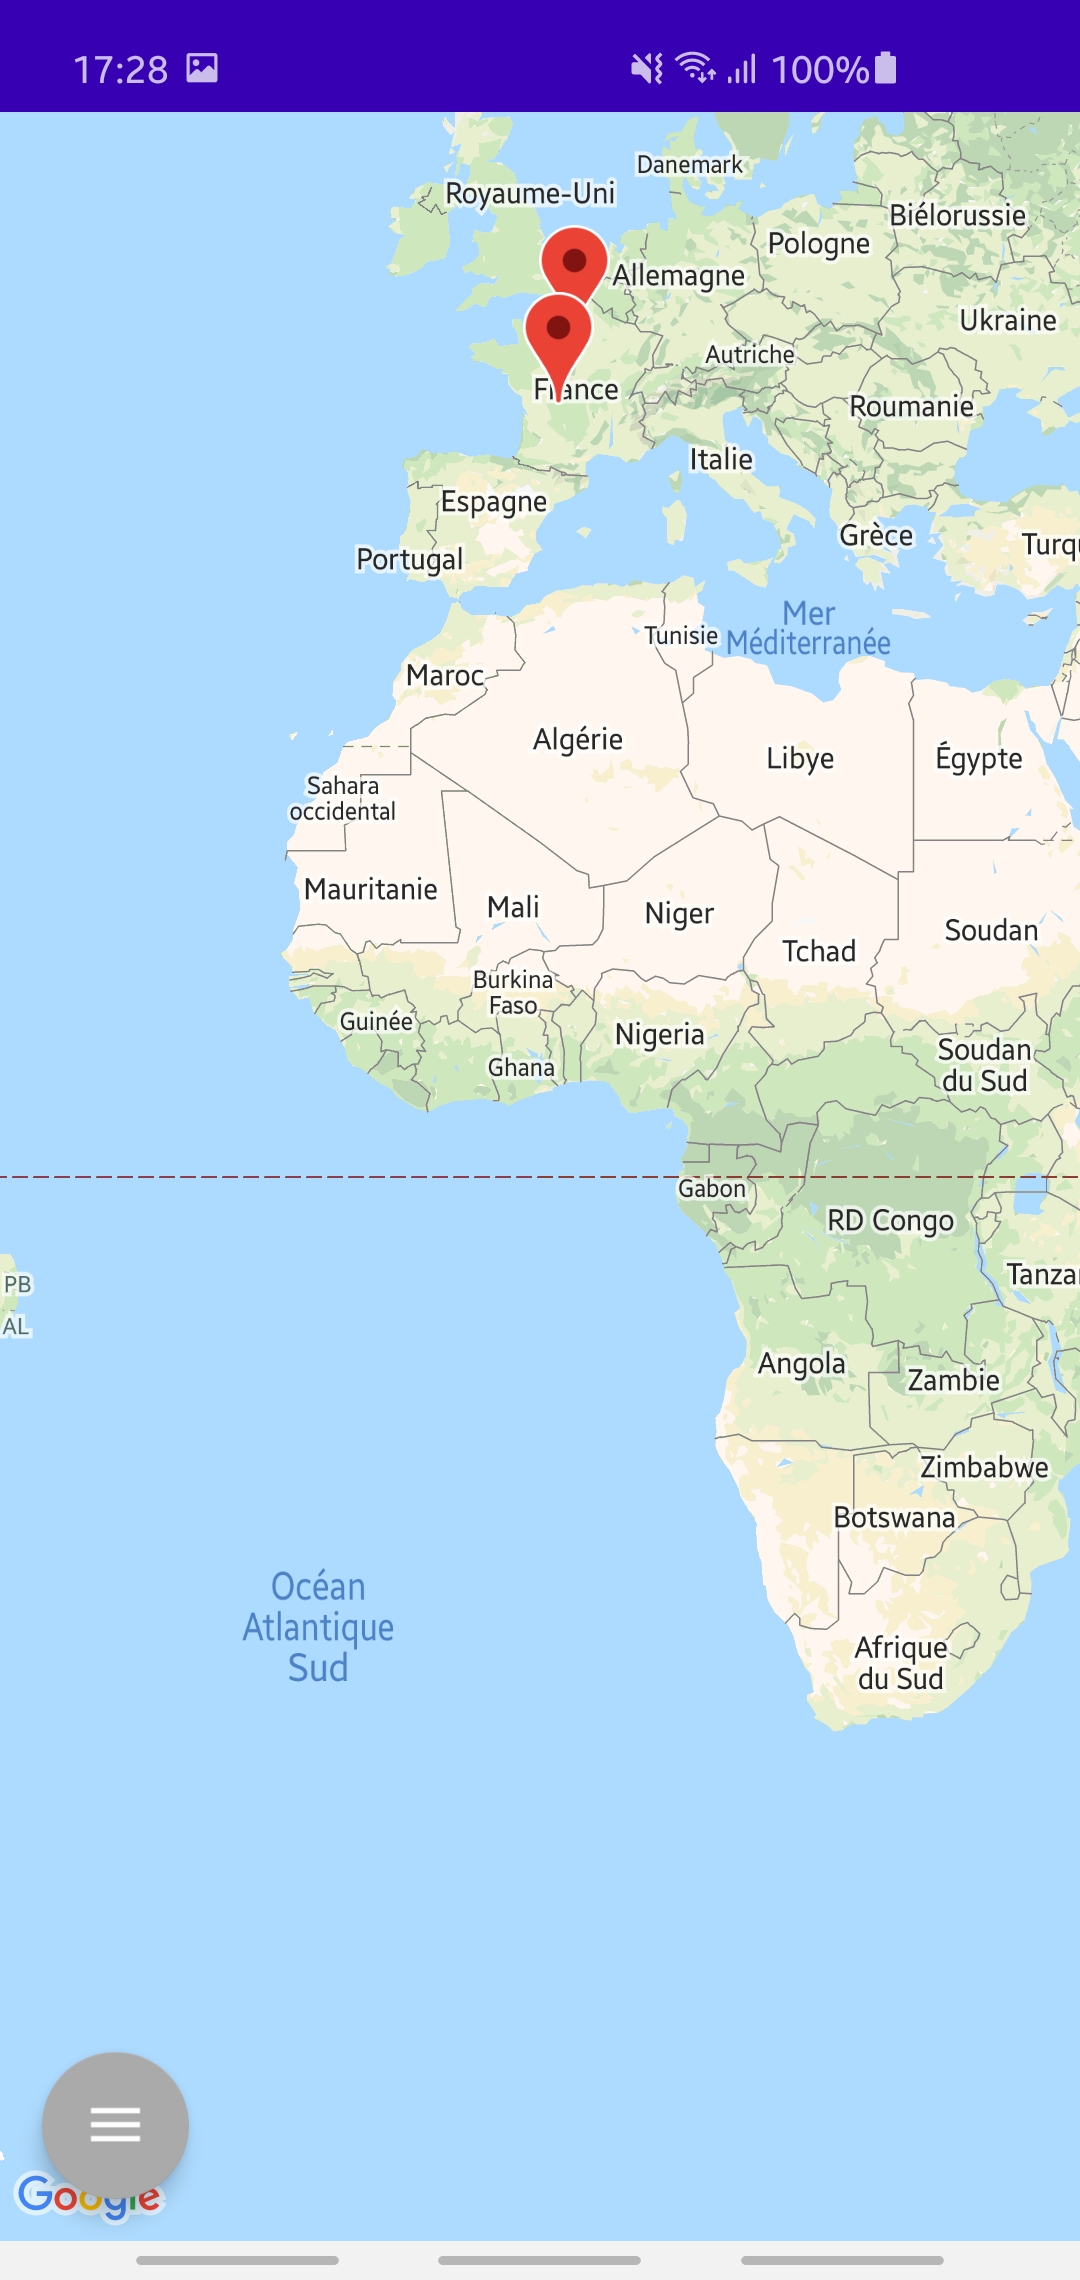 17:28
100%
Danemark
Royaume-Uni
Biélorussie
Pologne
Allemagne
Ukraine
Autriche
France
Roumanie
Italie
Espagne
Grèce
Turq
Portugal
Mer
Méditerranée
Tunisie
Maroc
Algérie
Libye
Égypte
Sahara
occidental
Mauritanie
Mali
Niger
Soudan
Tchad
Burkina
Faso
Guinée
Nigeria
Soudan
du Sud
Ghana
Gabon
RD Congo
Tanza
PB
AL
Angola
Zambie
Zimbabwe
Botswana
Océan
Atlantique
Sud
Afrique
du Sud
Google